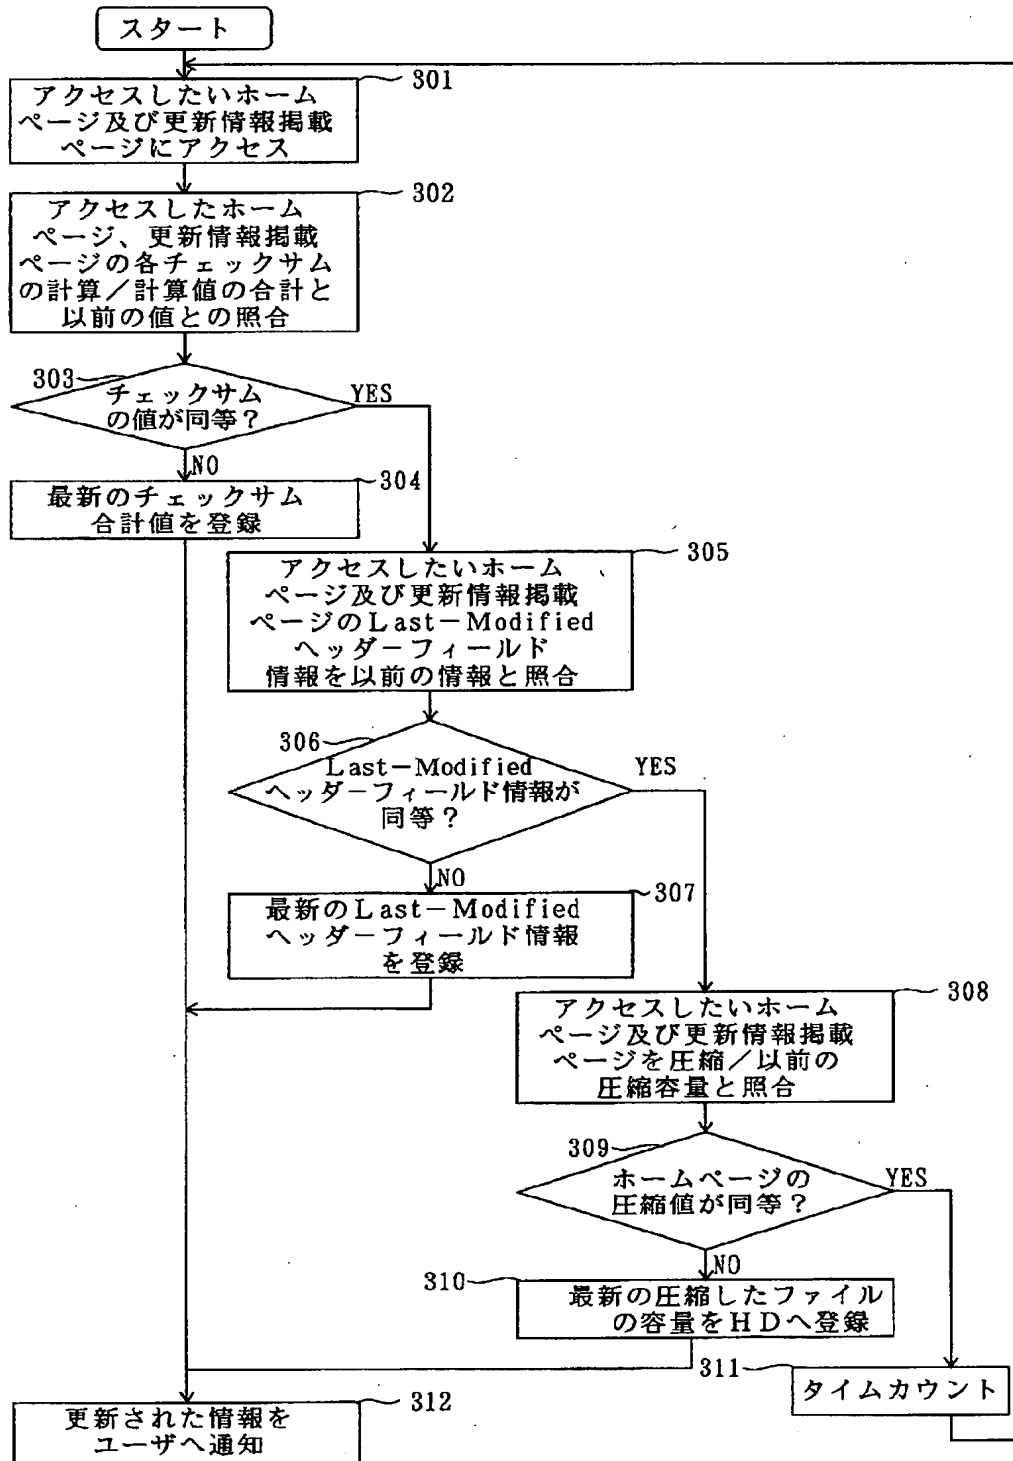 スタート
301
アクセスしたいホーム
ページ及び更新情報掲載
ページにアクセス
302
アクセスしたホーム
ページ、更新情報掲載
ページの各チェックサム
の計算／計算値の合計と
以前の値との照合
303
チェックサム
の値が同等？
YES
NO
304
最新のチェックサム
合計値を登録
305
アクセスしたいホーム
ページ及び更新情報掲載
ページのLast－Modified
ヘッダーフィールド
情報を以前の情報と照合
306
Last－Modified
ヘッダーフィールド情報が
同等？
YES
NO
307
最新のLast－Modified
ヘッダーフィールド情報
を登録
308
アクセスしたいホーム
ページ及び更新情報掲載
ページを圧縮／以前の
圧縮容量と照合
309
ホームページの
圧縮値が同等？
YES
NO
310
最新の圧縮したファイル
の容量をHDへ登録
311
タイムカウント
312
更新された情報を
ユーザへ通知